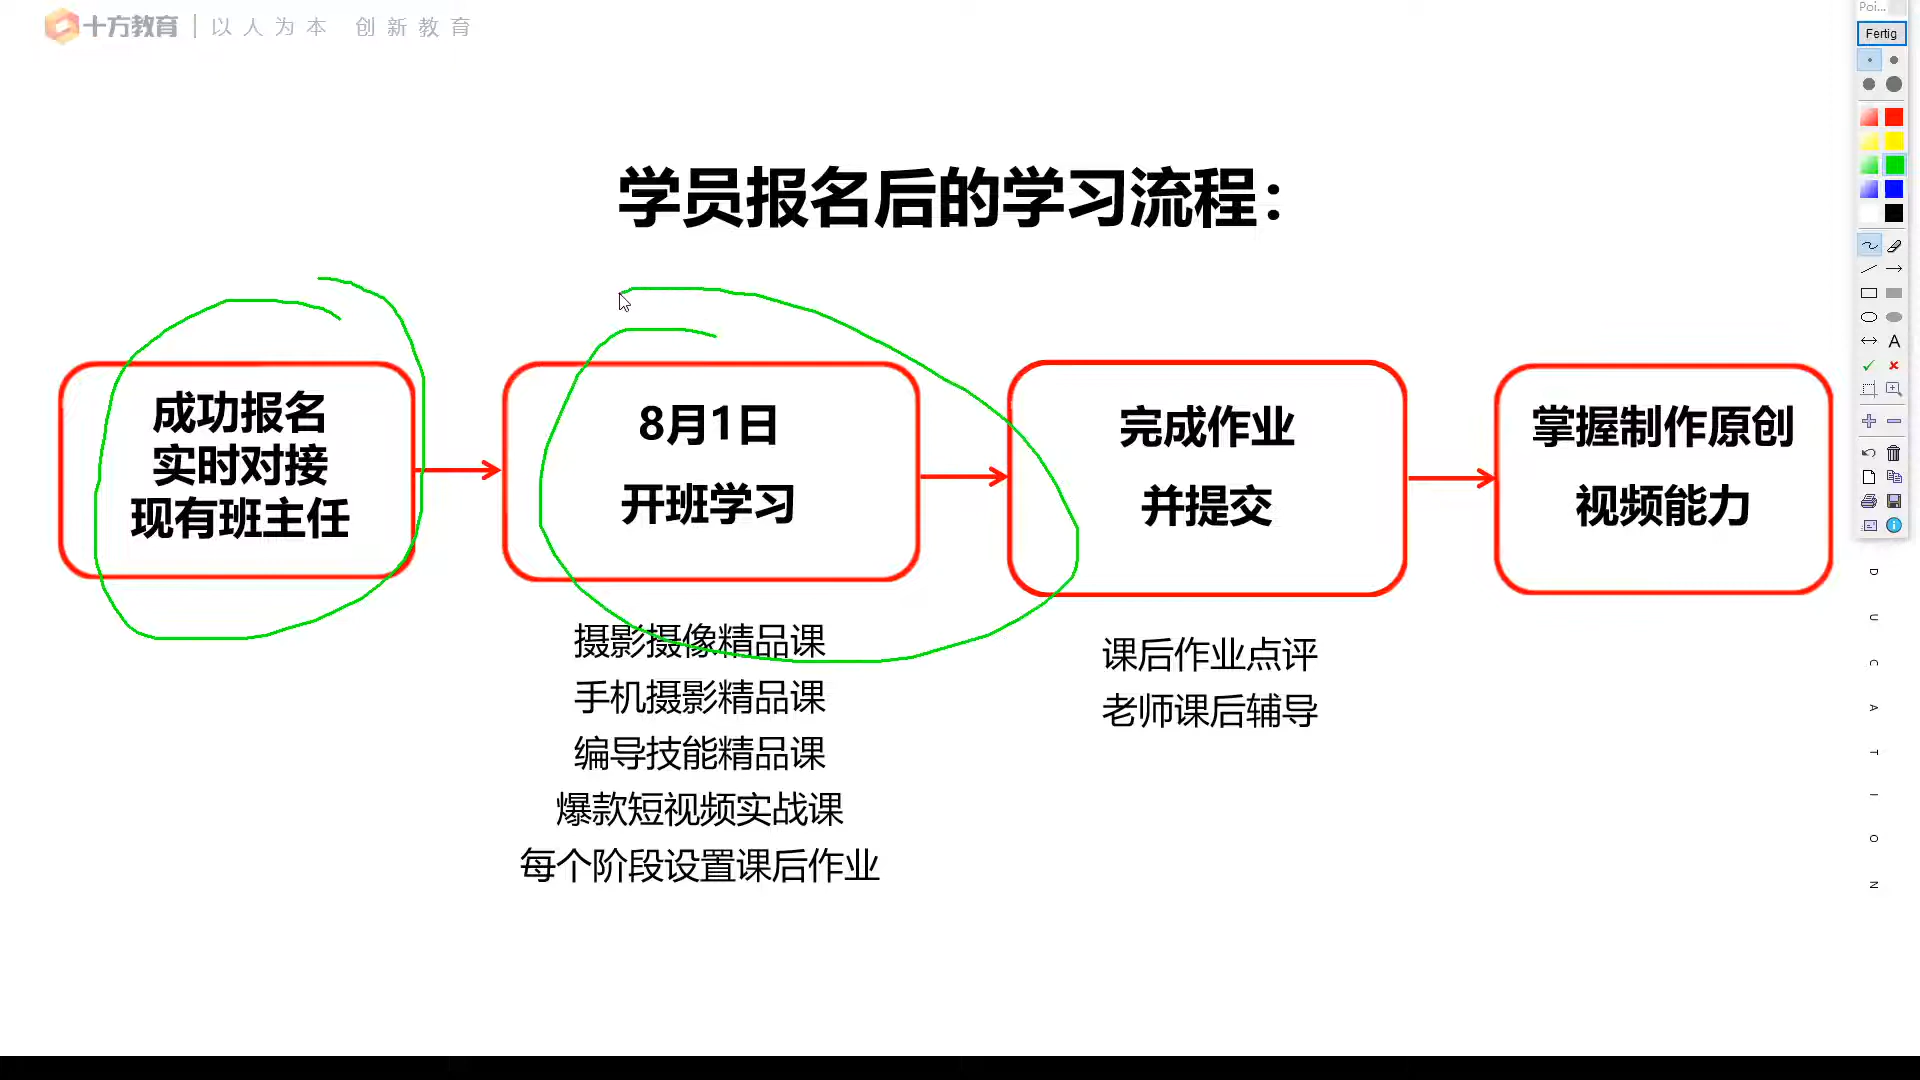 十方教育 以人为本 创新教育
Poi...
Fertig
A
学员报名后的学习流程：
成功报名
实时对接
现有班主任
8月1日
开班学习
完成作业
并提交
掌握制作原创
视频能力
摄影摄像精品课
手机摄影精品课
编导技能精品课
爆款短视频实战课
每个阶段设置课后作业
课后作业点评
老师课后辅导
DUCATION